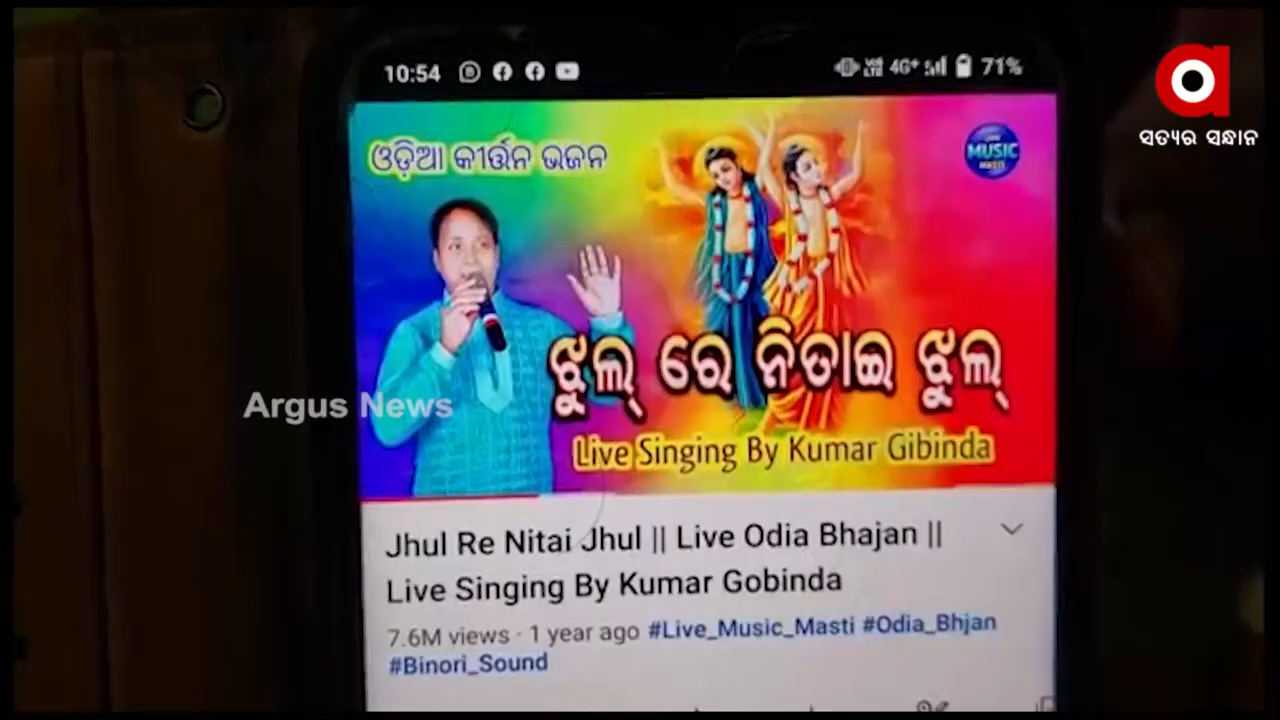 10:54
4G+ 71%
ସତ୍ୟର ସନ୍ଧାନ
ଓଡ଼ିଆ କୀର୍ତ୍ତନ ଭଜନ
MUSIC
ଝୁଲ୍ ରେ ନିତାଇ ଝୁଲ୍
Argus News
Live Singing By Kumar Gibinda
Jhul Re Nitai Jhul || Live Odia Bhajan ||
Live Singing By Kumar Gobinda
7.6M views · 1 year ago #Live_Music_Masti #Odia_Bhjan
#Binori_Sound